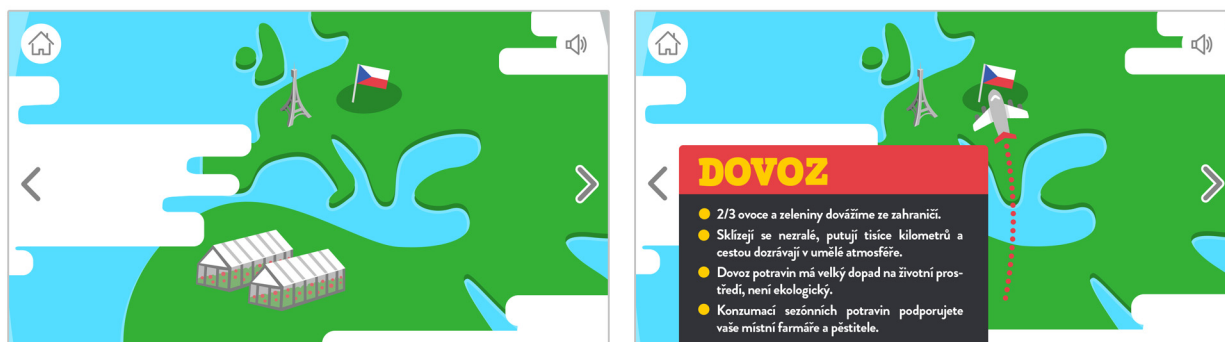 DOVOZ
2/3 ovoce a zeleniny dovážíme ze zahraničí.
Sklízejí se nezralé, putují tisíce kilometrů a
cestou dozrávají v umělé atmosféře.
Dovoz potravin má velký dopad na životní pros-
tředí, není ekologický.
Konzumací sezónních potravin podporujete
vaše místní farmáře a pěstitele.